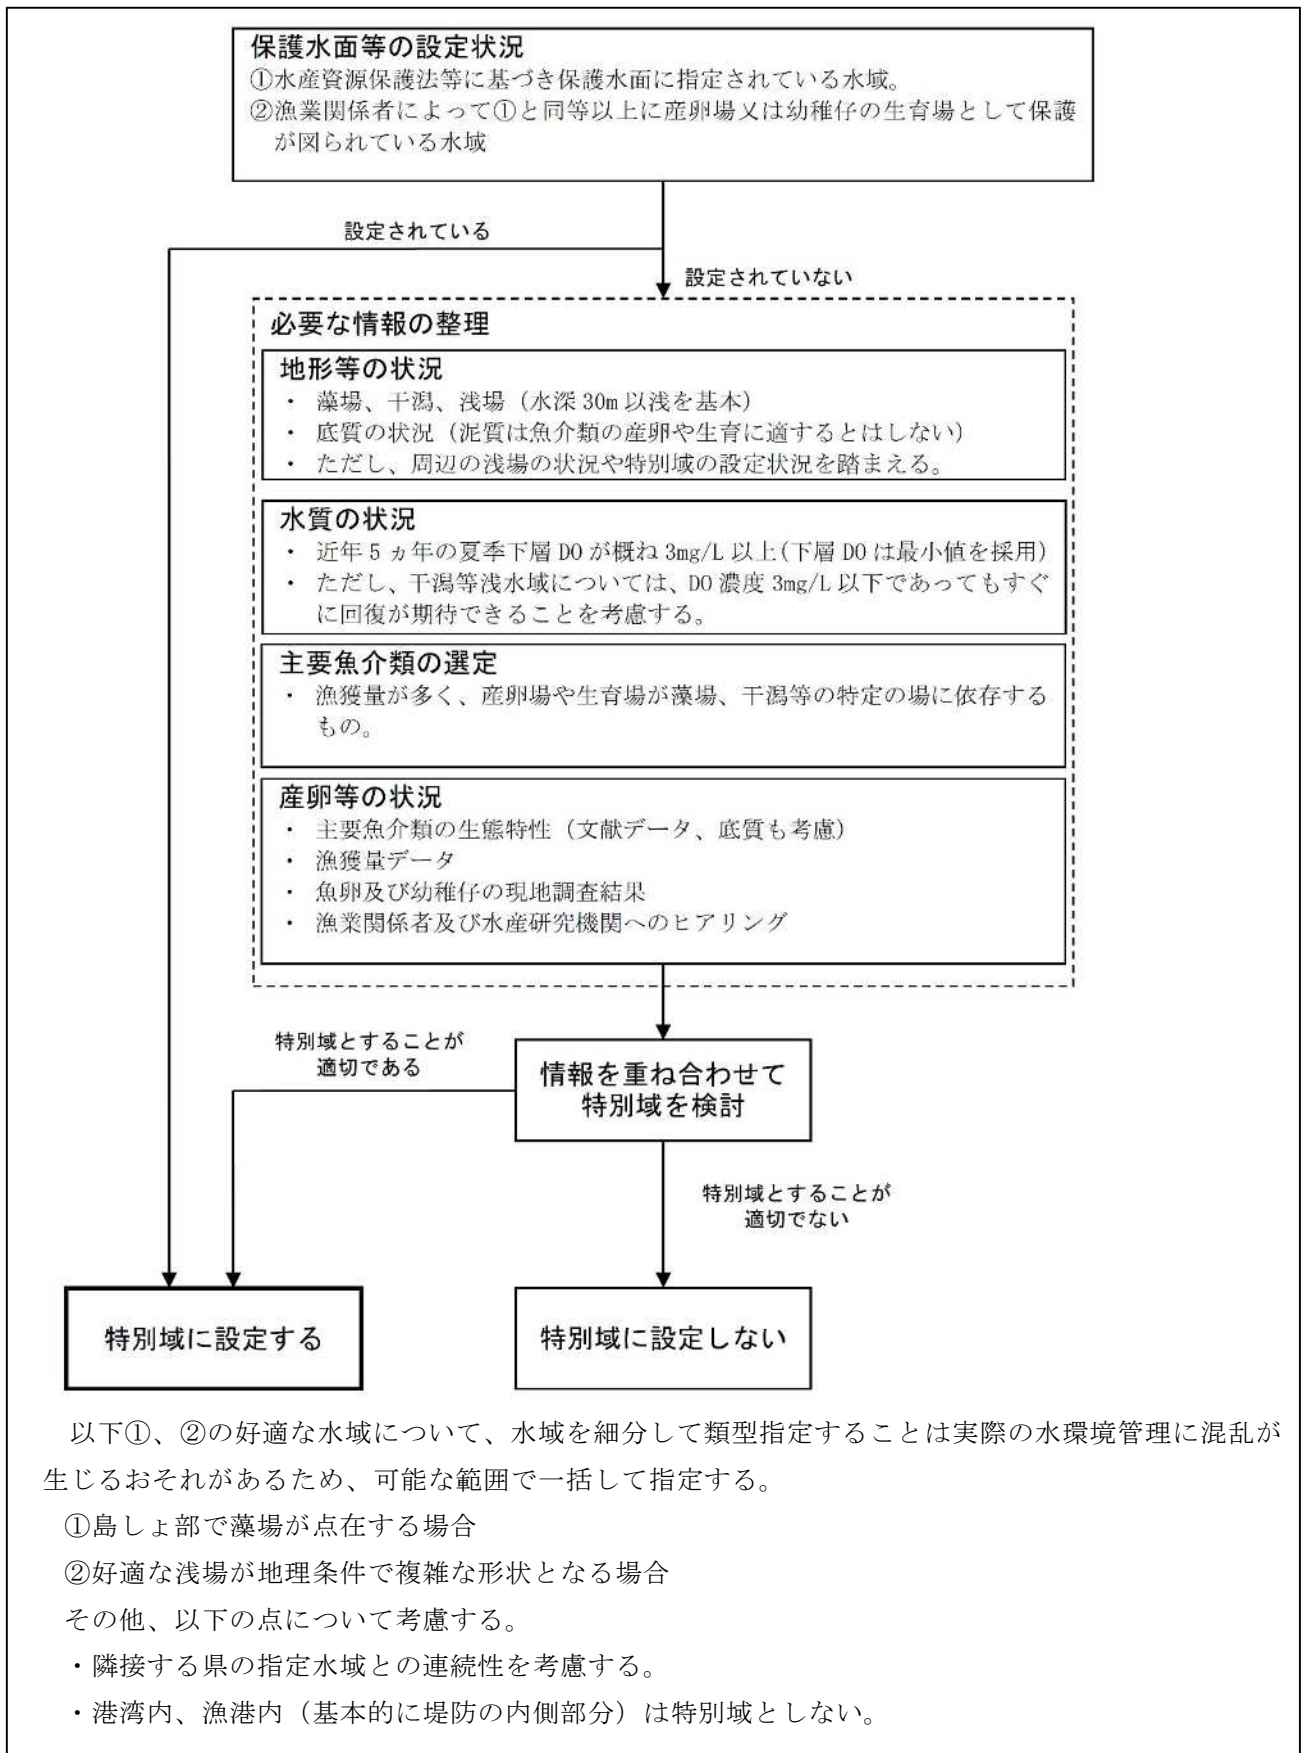 保護水面等の設定状況
①水産資源保護法等に基づき保護水面に指定されている水域。
②漁業関係者によって①と同等以上に産卵場又は幼稚仔の生育場として保護
が図られている水域
設定されている
設定されていない
必要な情報の整理
地形等の状況
・ 藻場、干潟、浅場（水深 30m 以浅を基本）
・ 底質の状況（泥質は魚介類の産卵や生育に適するとはしない）
・ ただし、周辺の浅場の状況や特別域の設定状況を踏まえる。
水質の状況
・ 近年 5 ヵ年の夏季下層 DO が概ね 3mg/L 以上(下層 DO は最小値を採用)
・ ただし、干潟等浅水域については、DO 濃度 3mg/L 以下であってもすぐ
に回復が期待できることを考慮する。
主要魚介類の選定
・ 漁獲量が多く、産卵場や生育場が藻場、干潟等の特定の場に依存する
もの。
産卵等の状況
・ 主要魚介類の生態特性（文献データ、底質も考慮）
・ 漁獲量データ
・ 魚卵及び幼稚仔の現地調査結果
・ 漁業関係者及び水産研究機関へのヒアリング
特別域とすることが
適切である
情報を重ね合わせて
特別域を検討
特別域とすることが
適切でない
特別域に設定する
特別域に設定しない
以下①、②の好適な水域について、水域を細分して類型指定することは実際の水環境管理に混乱が
生じるおそれがあるため、可能な範囲で一括して指定する。
①島しょ部で藻場が点在する場合
②好適な浅場が地理条件で複雑な形状となる場合
その他、以下の点について考慮する。
・隣接する県の指定水域との連続性を考慮する。
・港湾内、漁港内（基本的に堤防の内側部分）は特別域としない。